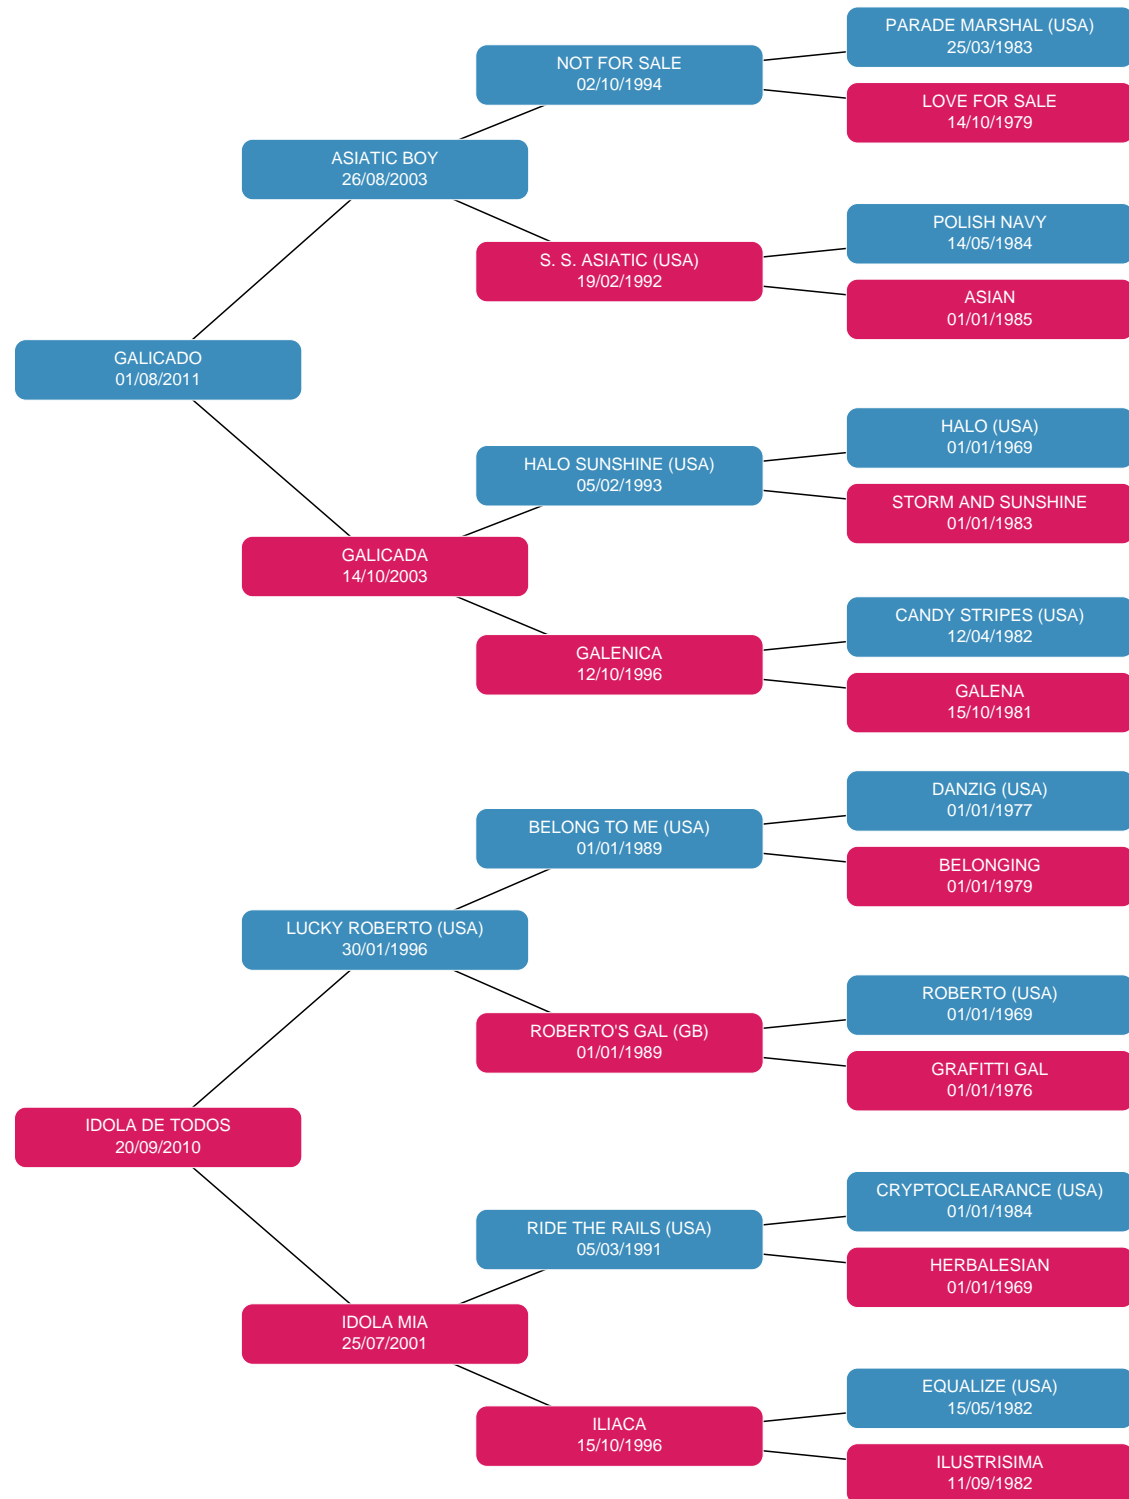 PARADE MARSHAL (USA)
25/03/1983
NOT FOR SALE
02/10/1994
LOVE FOR SALE
14/10/1979
ASIATIC BOY
26/08/2003
POLISH NAVY
14/05/1984
S. S. ASIATIC (USA)
19/02/1992
ASIAN
01/01/1985
GALICADO
01/08/2011
HALO (USA)
01/01/1969
HALO SUNSHINE (USA)
05/02/1993
STORM AND SUNSHINE
01/01/1983
GALICADA
14/10/2003
CANDY STRIPES (USA)
12/04/1982
GALENICA
12/10/1996
GALENA
15/10/1981
DANZIG (USA)
01/01/1977
BELONG TO ME (USA)
01/01/1989
BELONGING
01/01/1979
LUCKY ROBERTO (USA)
30/01/1996
ROBERTO (USA)
01/01/1969
ROBERTO'S GAL (GB)
01/01/1989
GRAFITTI GAL
01/01/1976
IDOLA DE TODOS
20/09/2010
CRYPTOCLEARANCE (USA)
01/01/1984
RIDE THE RAILS (USA)
05/03/1991
HERBALESIAN
01/01/1969
IDOLA MIA
25/07/2001
EQUALIZE (USA)
15/05/1982
ILIACA
15/10/1996
ILUSTRISIMA
11/09/1982